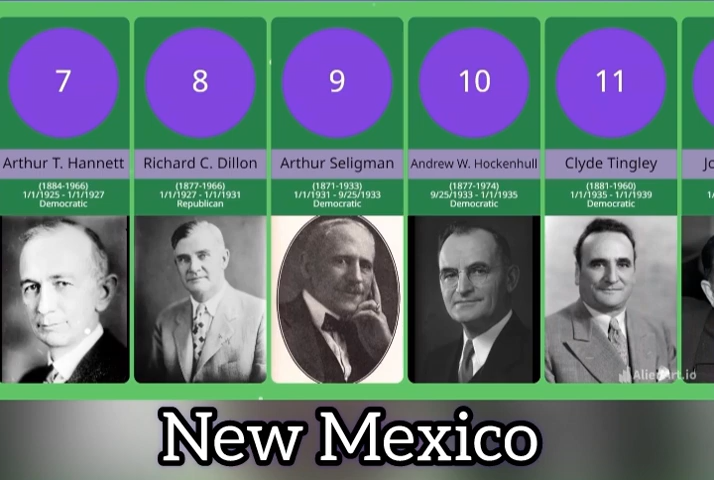 7
8
9
10
11
Arthur T. Hannett
Richard C. Dillon
Arthur Seligman
Andrew W. Hockenhull
Clyde Tingley
Jo
(1884-1966)
1/1/1925 - 1/1/1927
Democratic
(1877-1966)
1/1/1927 - 1/1/1931
Republican
(1871-1933)
1/1/1931 - 9/25/1933
Democratic
(1877-1974)
9/25/1933 - 1/1/1935
Democratic
(1881-1960)
1/1/1935 - 1/1/1939
Democratic
New Mexico